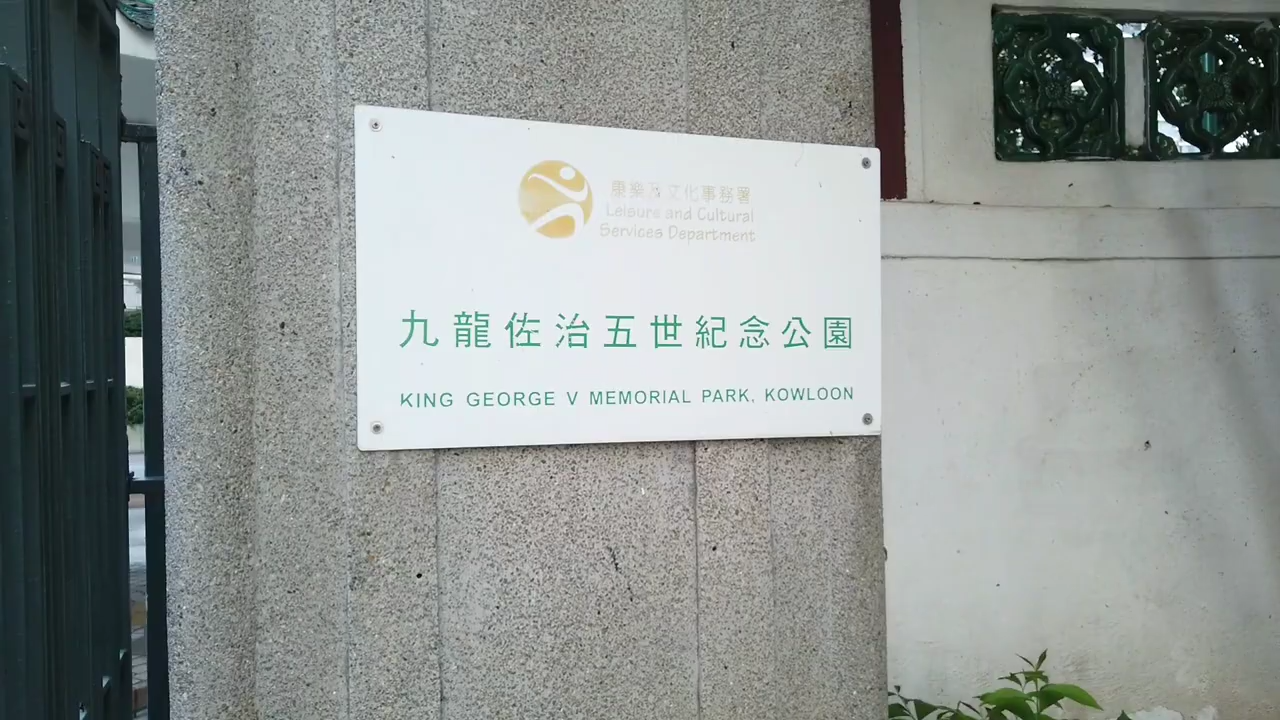 康樂及文化事務署
Leisure and Cultural
Services Department
九龍佐治五世紀念公園
KING GEORGE V MEMORIAL PARK, KOWLOON